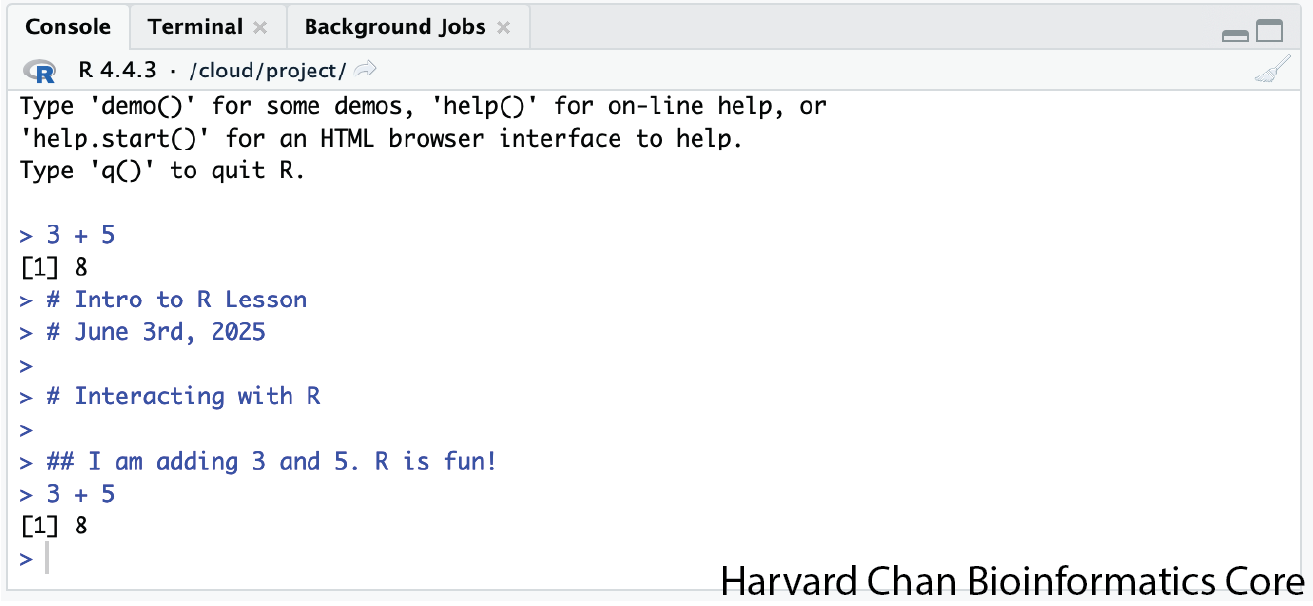 Console Terminal × Background Jobs ×
R R 4.4.3 · /cloud/project/
Type 'demo()' for some demos, 'help()' for on-line help, or
'help.start()' for an HTML browser interface to help.
Type 'q()' to quit R.
> 3 + 5
[1] 8
> # Intro to R Lesson
> # June 3rd, 2025
>
> # Interacting with R
>
> ## I am adding 3 and 5. R is fun!
> 3 + 5
[1] 8
>
Harvard Chan Bioinformatics Core